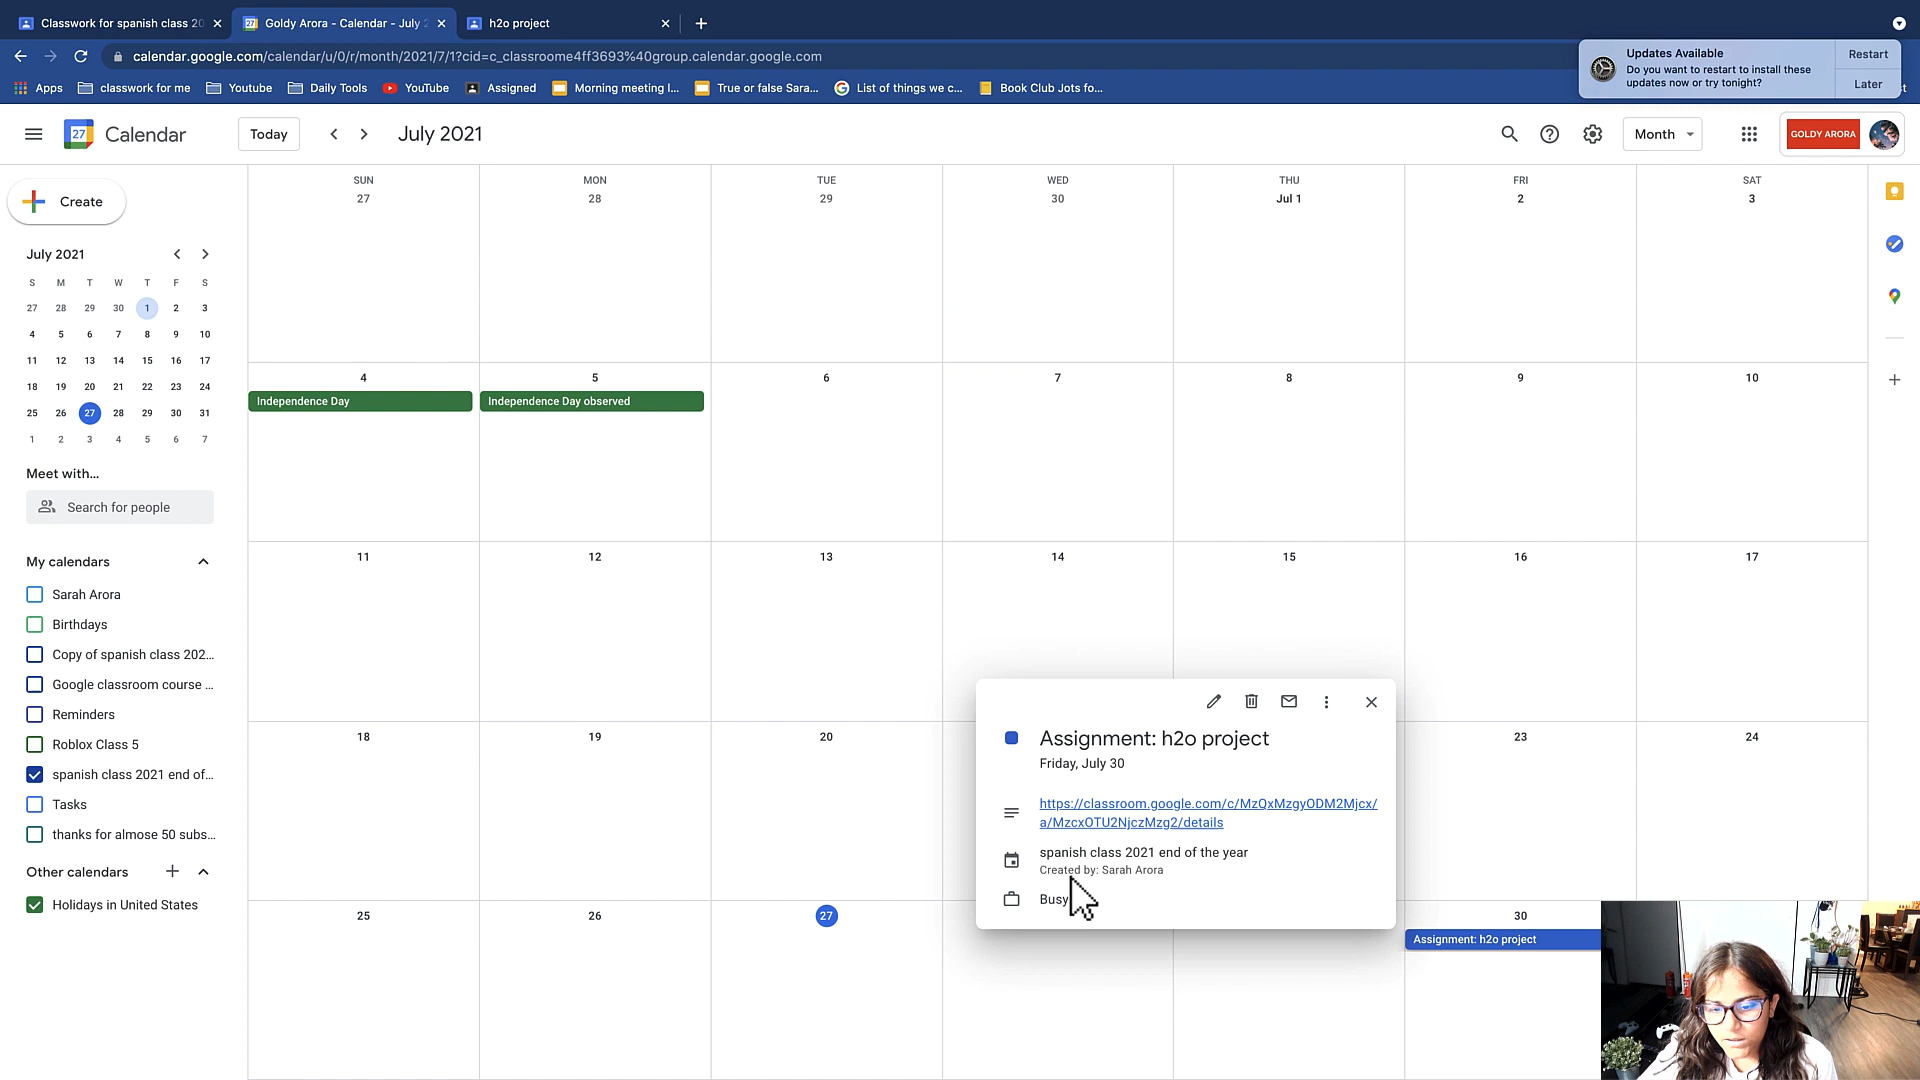 Classwork for spanish class 20
Goldy Arora - Calendar - July 2
h2o project
calendar.google.com/calendar/u/0/r/month/2021/7/1?cid=c_classroome4ff3693%40group.calendar.google.com
Updates Available
Do you want to restart to install these
updates now or try tonight?
Restart
Later
Apps
classwork for me
Youtube
Daily Tools
YouTube
Assigned
Morning meeting l...
True or false Sara...
List of things we c...
Book Club Jots fo...
27
Calendar
Today
July 2021
Month
GOLDY ARORA
Create
July 2021
S M T W T F S
27 28 29 30 1 2 3
4 5 6 7 8 9 10
11 12 13 14 15 16 17
18 19 20 21 22 23 24
25 26 27 28 29 30 31
1 2 3 4 5 6 7
Meet with...
Search for people
My calendars
Sarah Arora
Birthdays
Copy of spanish class 202...
Google classroom course ...
Reminders
Roblox Class 5
spanish class 2021 end of...
Tasks
thanks for almose 50 subs...
Other calendars
Holidays in United States
SUN MON TUE WED THU FRI SAT
27 28 29 30 Jul 1 2 3
4 5 6 7 8 9 10
Independence Day
Independence Day observed
11 12 13 14 15 16 17
18 19 20 23 24
Assignment: h2o project
Friday, July 30
https://classroom.google.com/c/MzQxMzgyODM2Mjcx/
a/MzcxOTU2NjczMzg2/details
spanish class 2021 end of the year
Created by: Sarah Arora
Busy
25 26 27 30
Assignment: h2o project